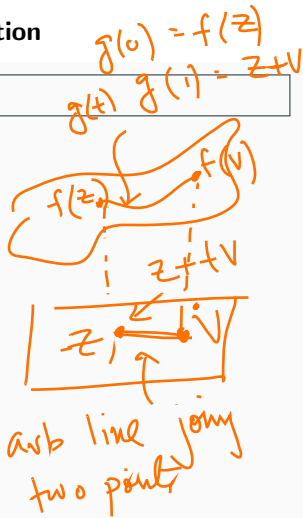 tion
g(0) = f(z)
g(t) g(1) = z+v
f(z) f(v)
z+tv
z v
arb line joing
two points